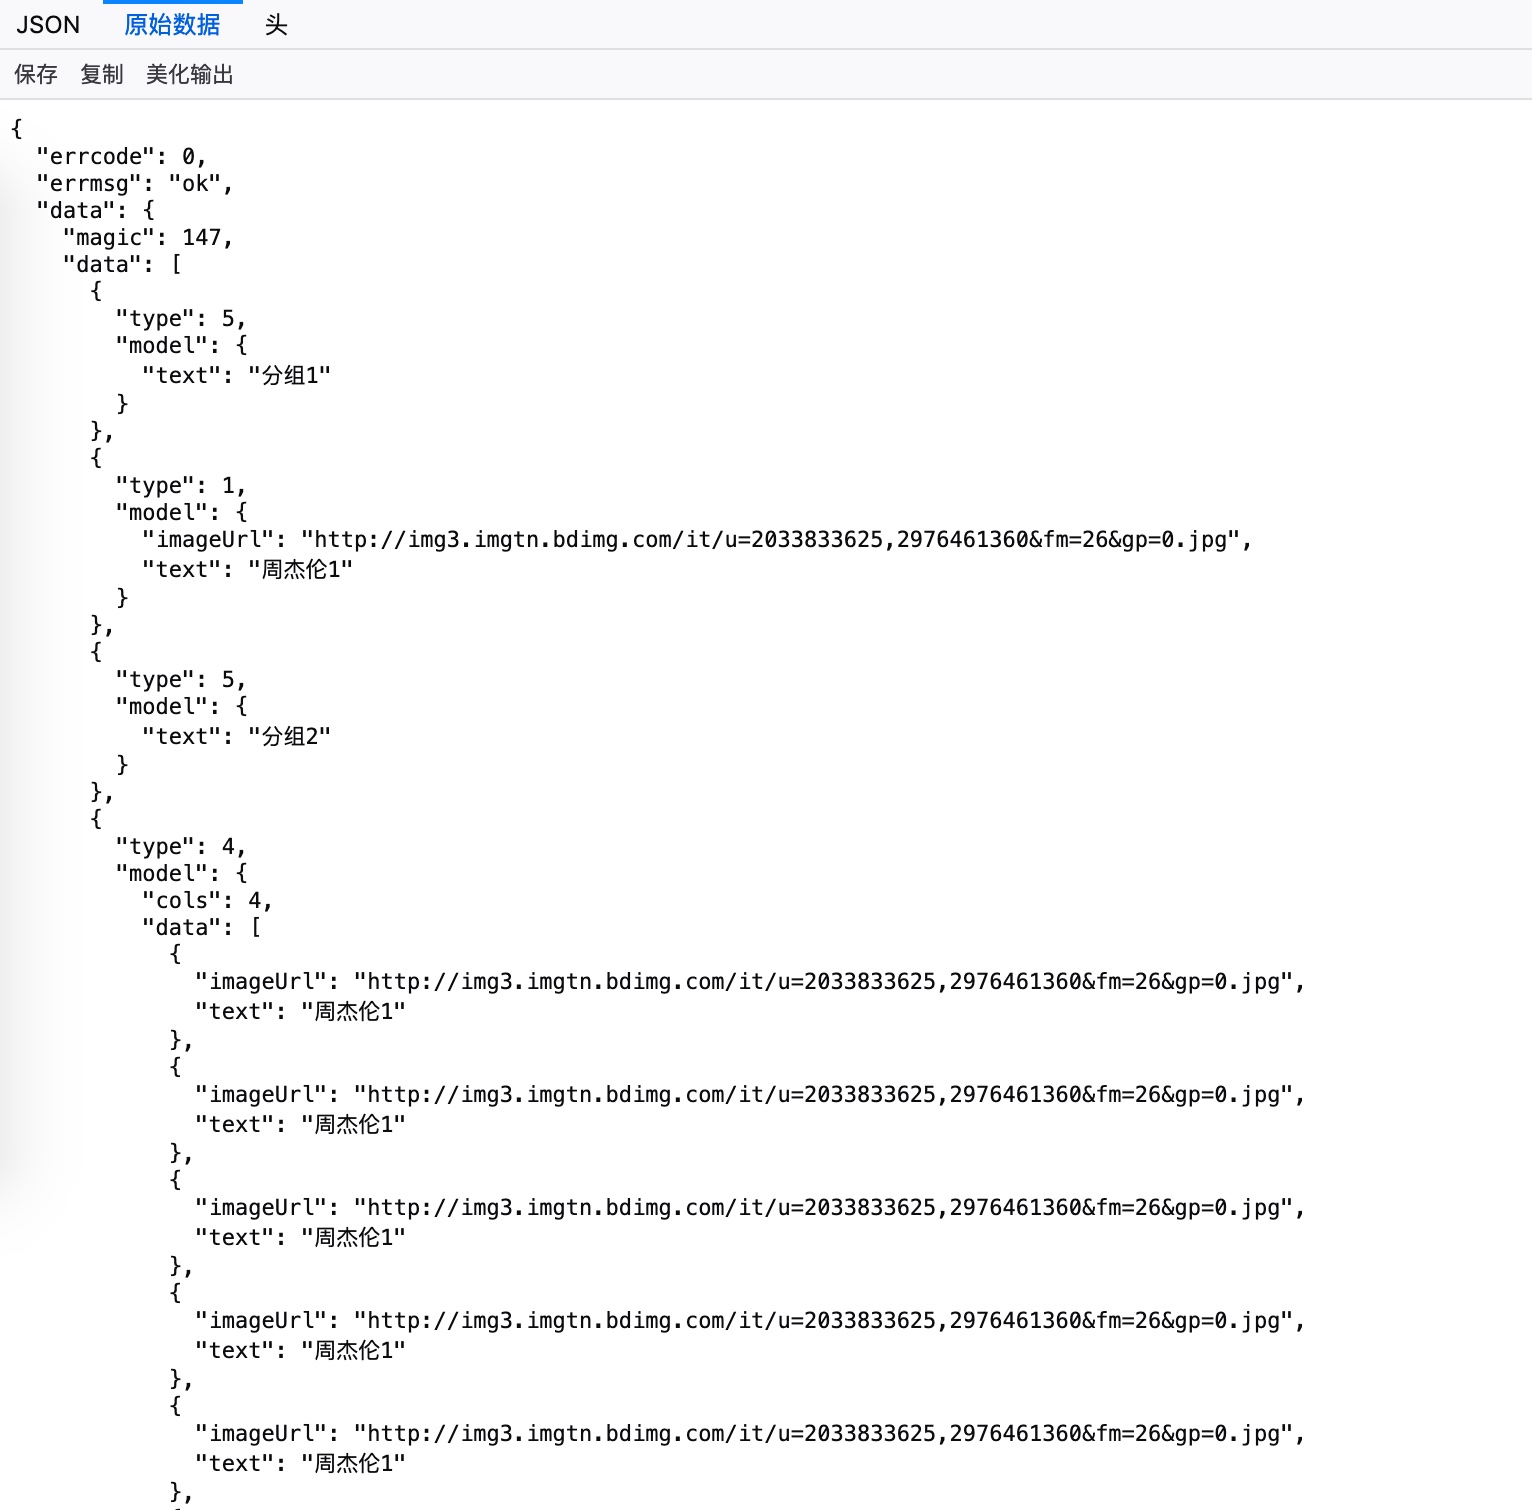 JSON 原始数据 头
保存 复制 美化输出
{
  "errcode": 0,
  "errmsg": "ok",
  "data": {
    "magic": 147,
    "data": [
      {
        "type": 5,
        "model": {
          "text": "分组1"
        }
      },
      {
        "type": 1,
        "model": {
          "imageUrl": "http://img3.imgtn.bdimg.com/it/u=2033833625,2976461360&fm=26&gp=0.jpg",
          "text": "周杰伦1"
        }
      },
      {
        "type": 5,
        "model": {
          "text": "分组2"
        }
      },
      {
        "type": 4,
        "model": {
          "cols": 4,
          "data": [
            {
              "imageUrl": "http://img3.imgtn.bdimg.com/it/u=2033833625,2976461360&fm=26&gp=0.jpg",
              "text": "周杰伦1"
            },
            {
              "imageUrl": "http://img3.imgtn.bdimg.com/it/u=2033833625,2976461360&fm=26&gp=0.jpg",
              "text": "周杰伦1"
            },
            {
              "imageUrl": "http://img3.imgtn.bdimg.com/it/u=2033833625,2976461360&fm=26&gp=0.jpg",
              "text": "周杰伦1"
            },
            {
              "imageUrl": "http://img3.imgtn.bdimg.com/it/u=2033833625,2976461360&fm=26&gp=0.jpg",
              "text": "周杰伦1"
            },
            {
              "imageUrl": "http://img3.imgtn.bdimg.com/it/u=2033833625,2976461360&fm=26&gp=0.jpg",
              "text": "周杰伦1"
            },